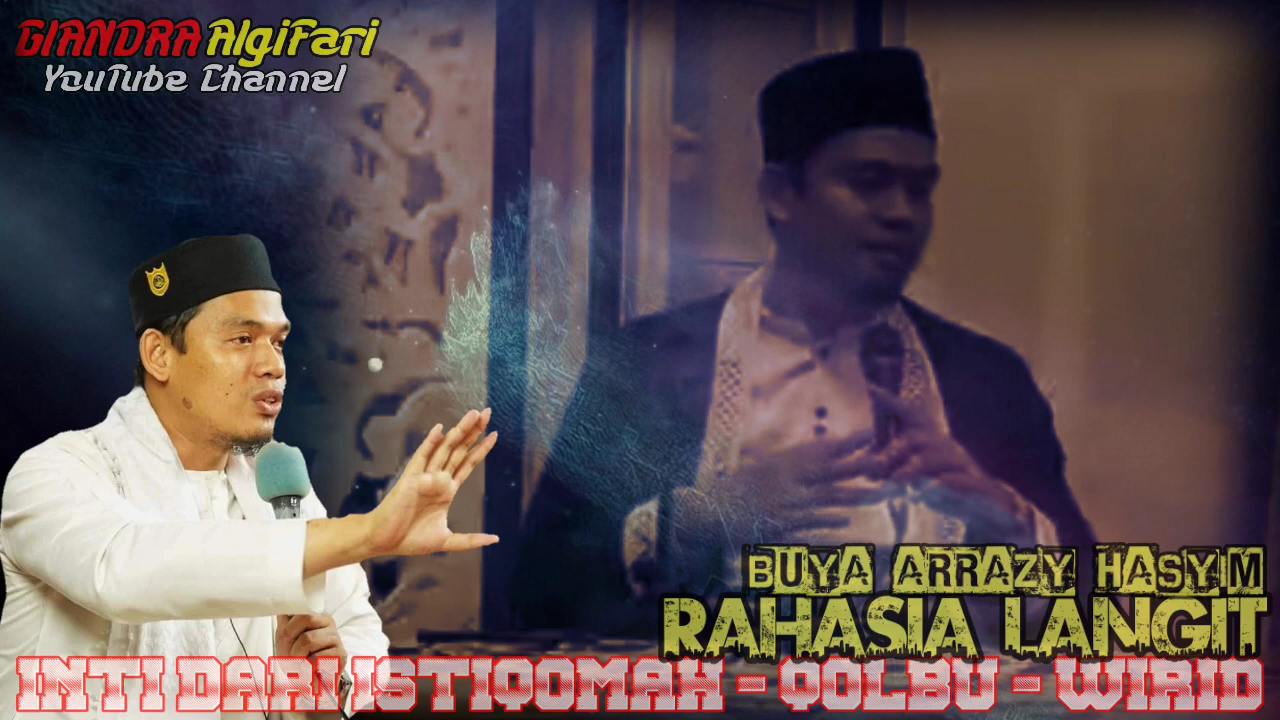 GIANDRA AlgiFari
YouTube Channel
BUYA ARRAZY HASYIM
RAHASIA LANGIT
INTI DARI ISTIQOMAH - QOLBU - WIRID